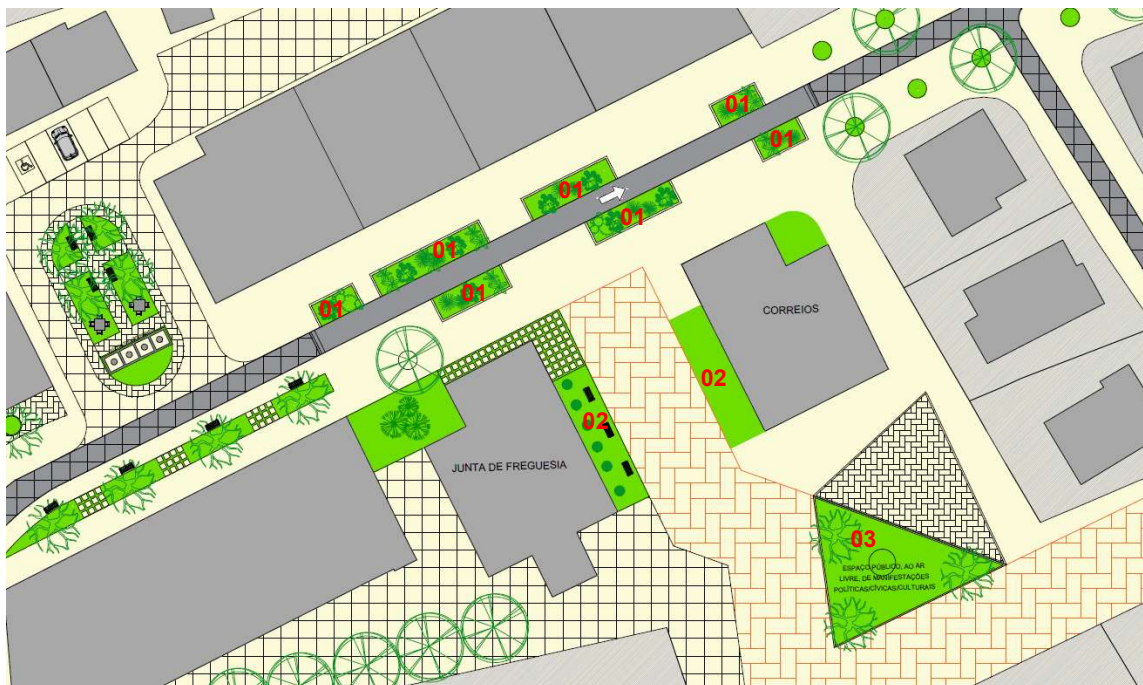 01
01
01
01
01
01
01
CORREIOS
02
02
JUNTA DE FREGUESIA
03
ESPAÇO PÚBLICO, AO AR
LIVRE, DE MANIFESTAÇÕES
POLÍTICAS/CÍVICAS/CULTURAIS